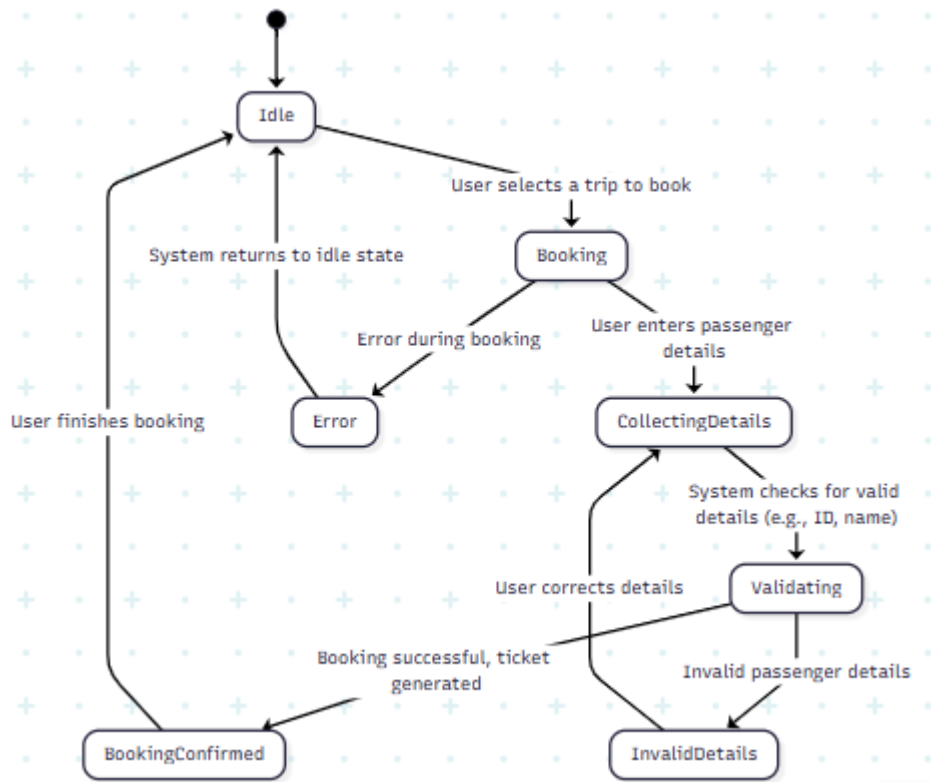 Idle
User selects a trip to book
System returns to idle state
Booking
User enters passenger
details
Error during booking
Error
User finishes booking
CollectingDetails
System checks for valid
details (e.g., ID, name)
User corrects details
Validating
Booking successful, ticket
generated
Invalid passenger details
BookingConfirmed
InvalidDetails